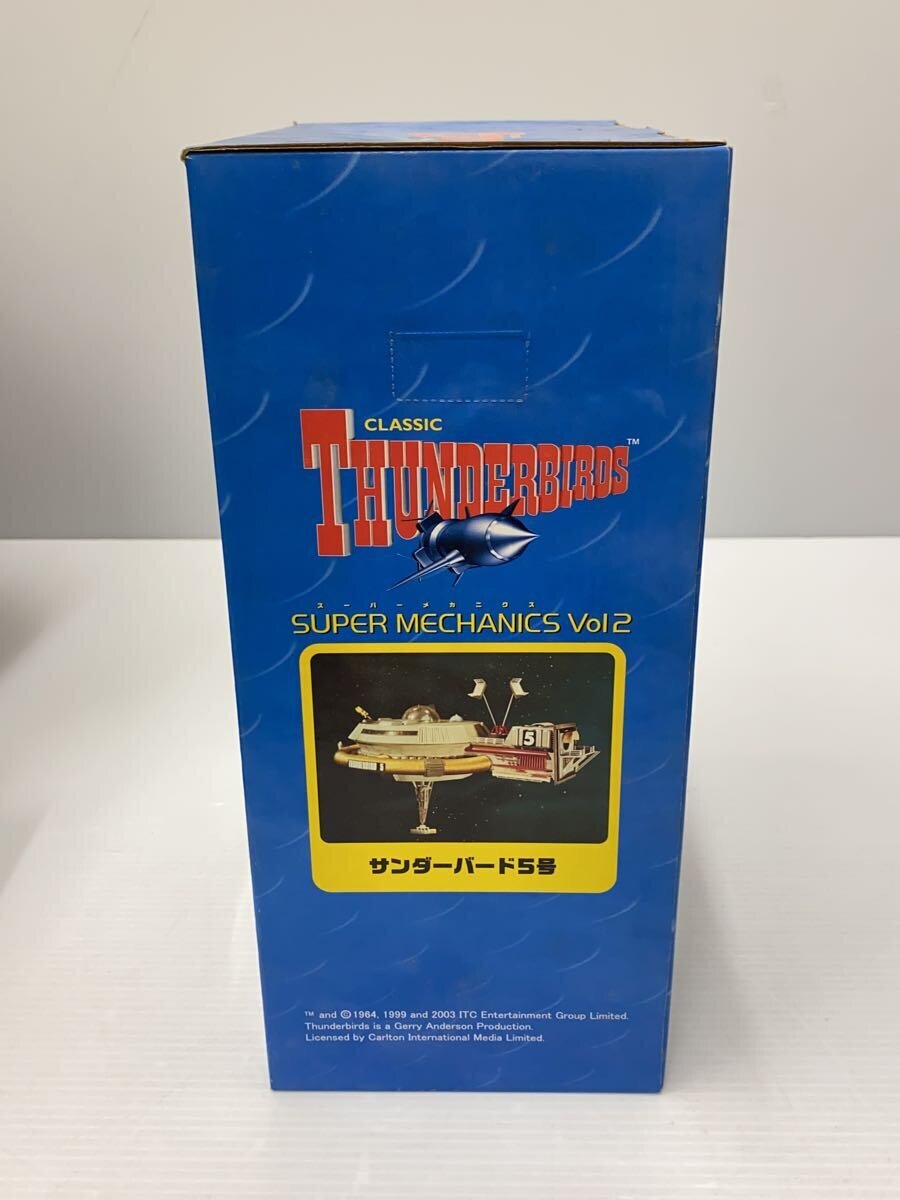 CLASSIC
THUNDERBIRDS™
スーパーメカニクス
SUPER MECHANICS Vol 2
5
サンダーバード5号
™ and ©1964, 1999 and 2003 ITC Entertainment Group Limited.
Thunderbirds is a Gerry Anderson Production.
Licensed by Carlton International Media Limited.